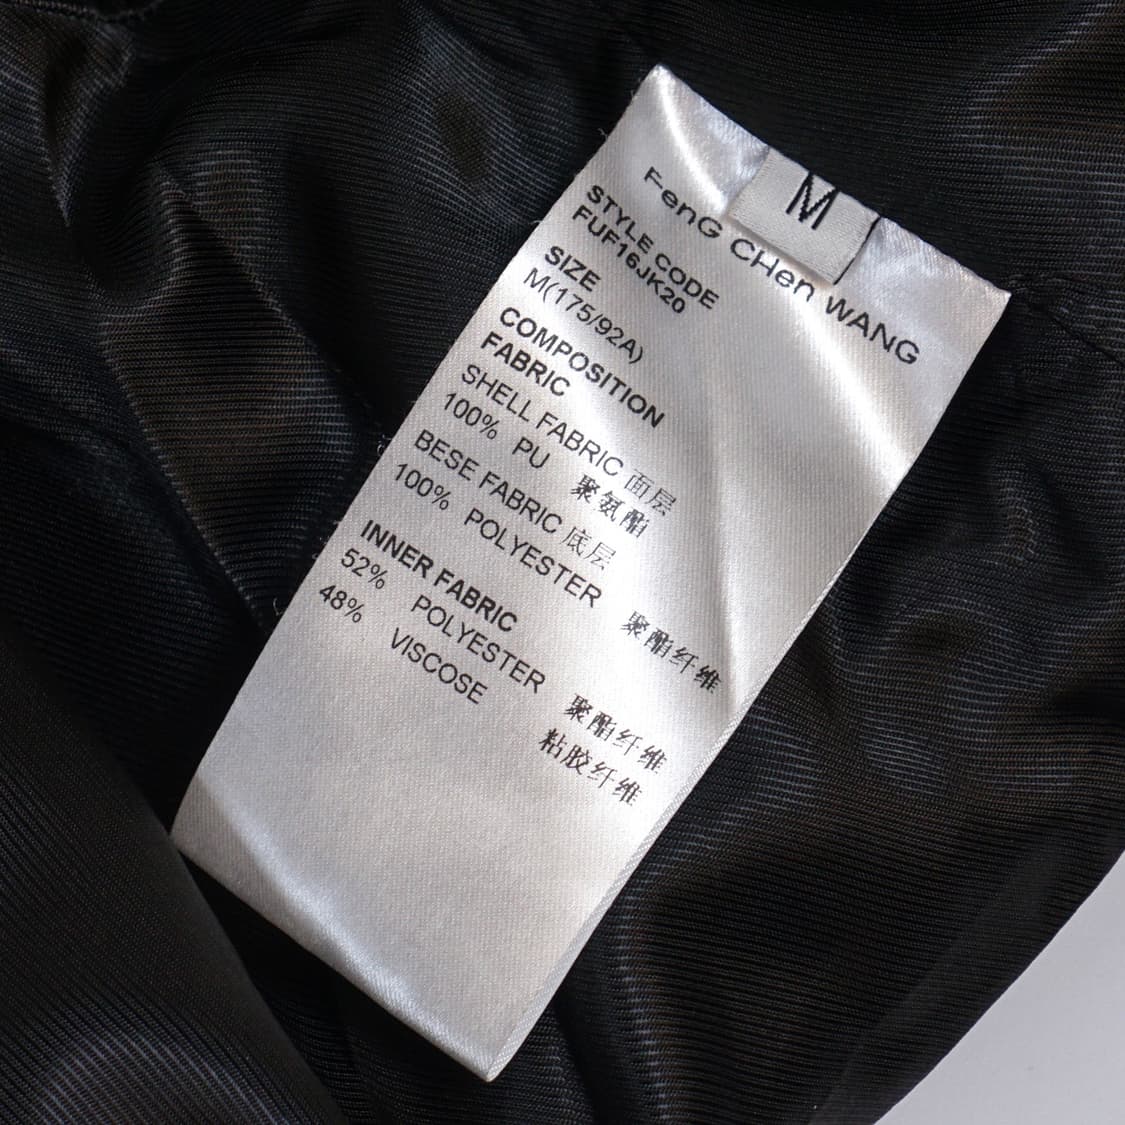 M
FenG CHen WANG
STYLE CODE
FUF16JK20
SIZE
M(175/92A)
COMPOSITION
FABRIC
SHELL FABRIC 面层
100% PU 聚氨酯
BESE FABRIC 底层
100% POLYESTER 聚酯纤维
INNER FABRIC
52% POLYESTER 聚酯纤维
48% VISCOSE 粘胶纤维